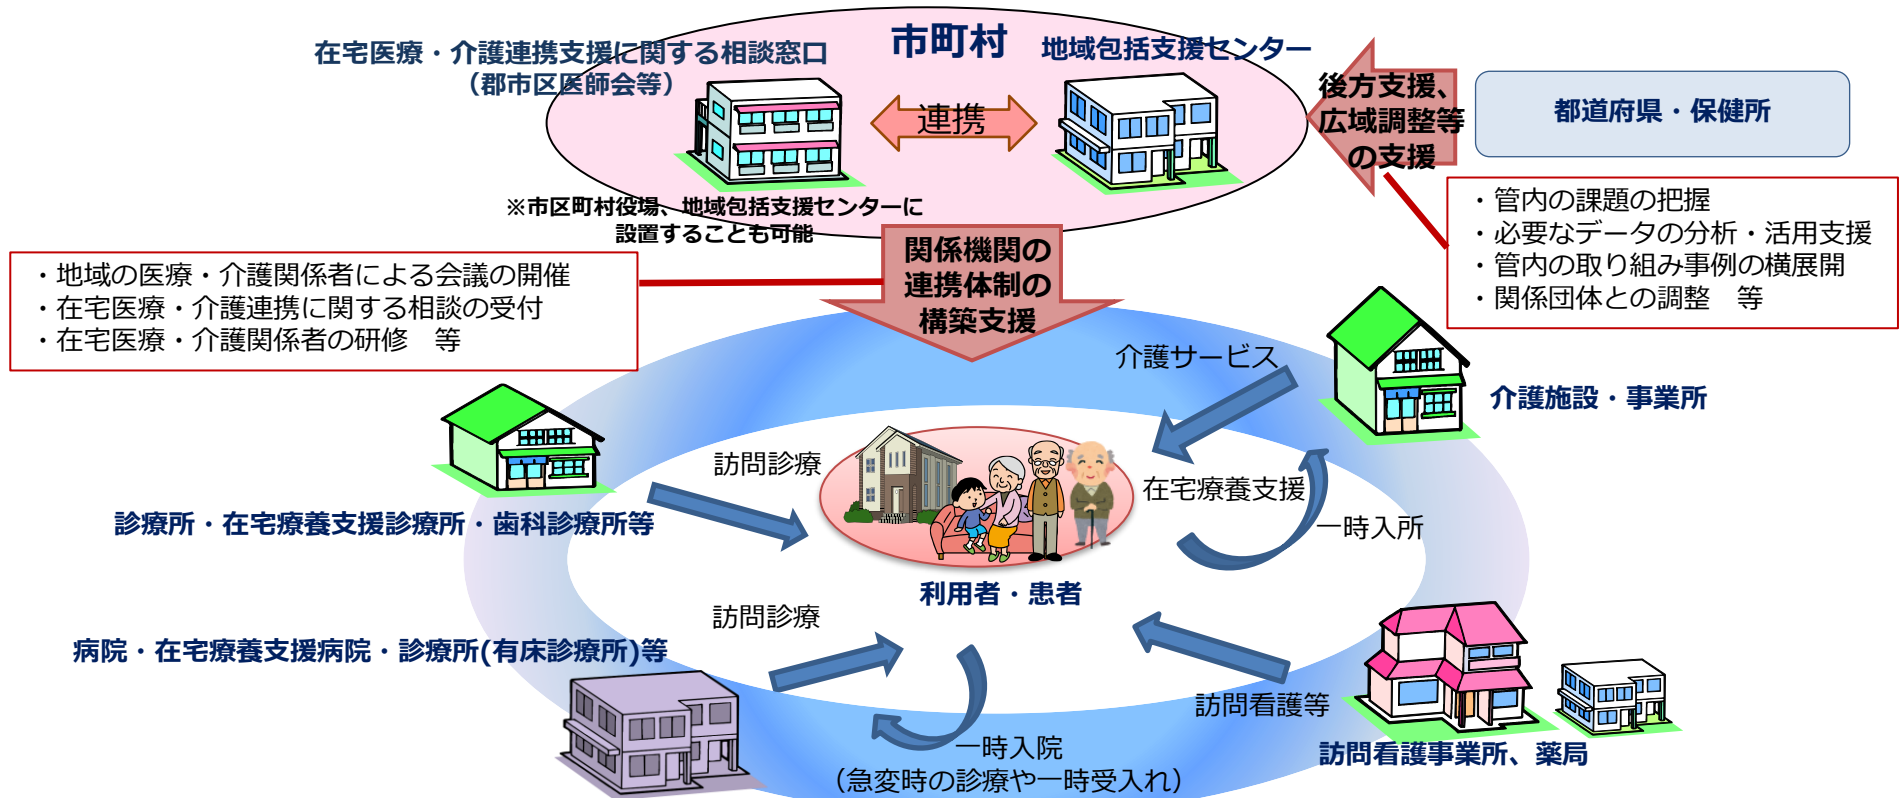 市町村
在宅医療・介護連携支援に関する相談窓口
（郡市区医師会等）
地域包括支援センター
連携
※市区町村役場、地域包括支援センターに
設置することも可能
後方支援、
広域調整等
の支援
都道府県・保健所
・管内の課題の把握
・必要なデータの分析・活用支援
・管内の取り組み事例の横展開
・関係団体との調整　等
関係機関の
連携体制の
構築支援
・地域の医療・介護関係者による会議の開催
・在宅医療・介護連携に関する相談の受付
・在宅医療・介護関係者の研修　等
介護サービス
介護施設・事業所
訪問診療
在宅療養支援
一時入所
診療所・在宅療養支援診療所・歯科診療所等
利用者・患者
訪問診療
病院・在宅療養支援病院・診療所(有床診療所)等
訪問看護等
訪問看護事業所、薬局
一時入院
（急変時の診療や一時受入れ）